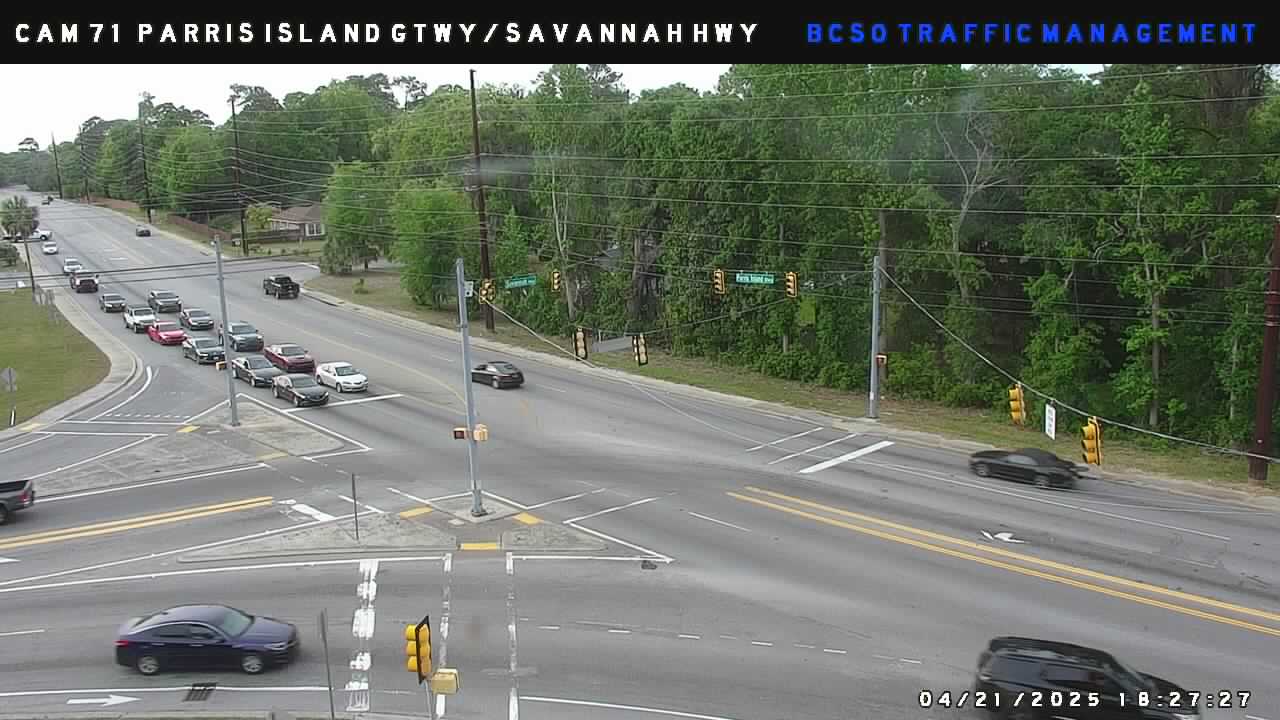 CAM 71 PARRIS ISLAND GTWY/SAVANNAH HWY
BCSO TRAFFIC MANAGEMENT
04/21/2025 18:27:27